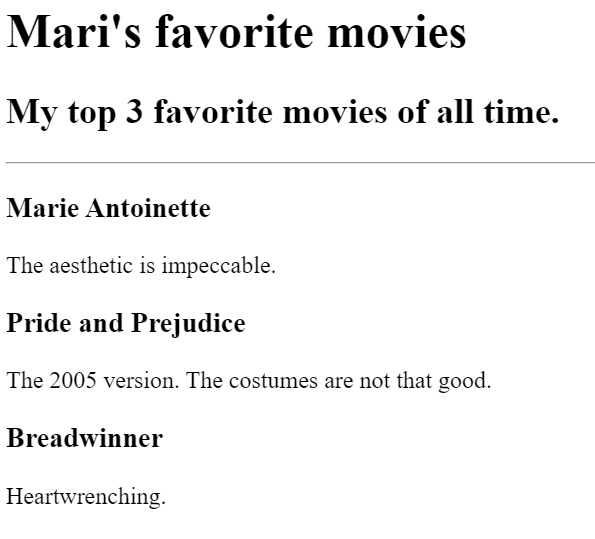 Mari's favorite movies
My top 3 favorite movies of all time.
Marie Antoinette
The aesthetic is impeccable.
Pride and Prejudice
The 2005 version. The costumes are not that good.
Breadwinner
Heartwrenching.